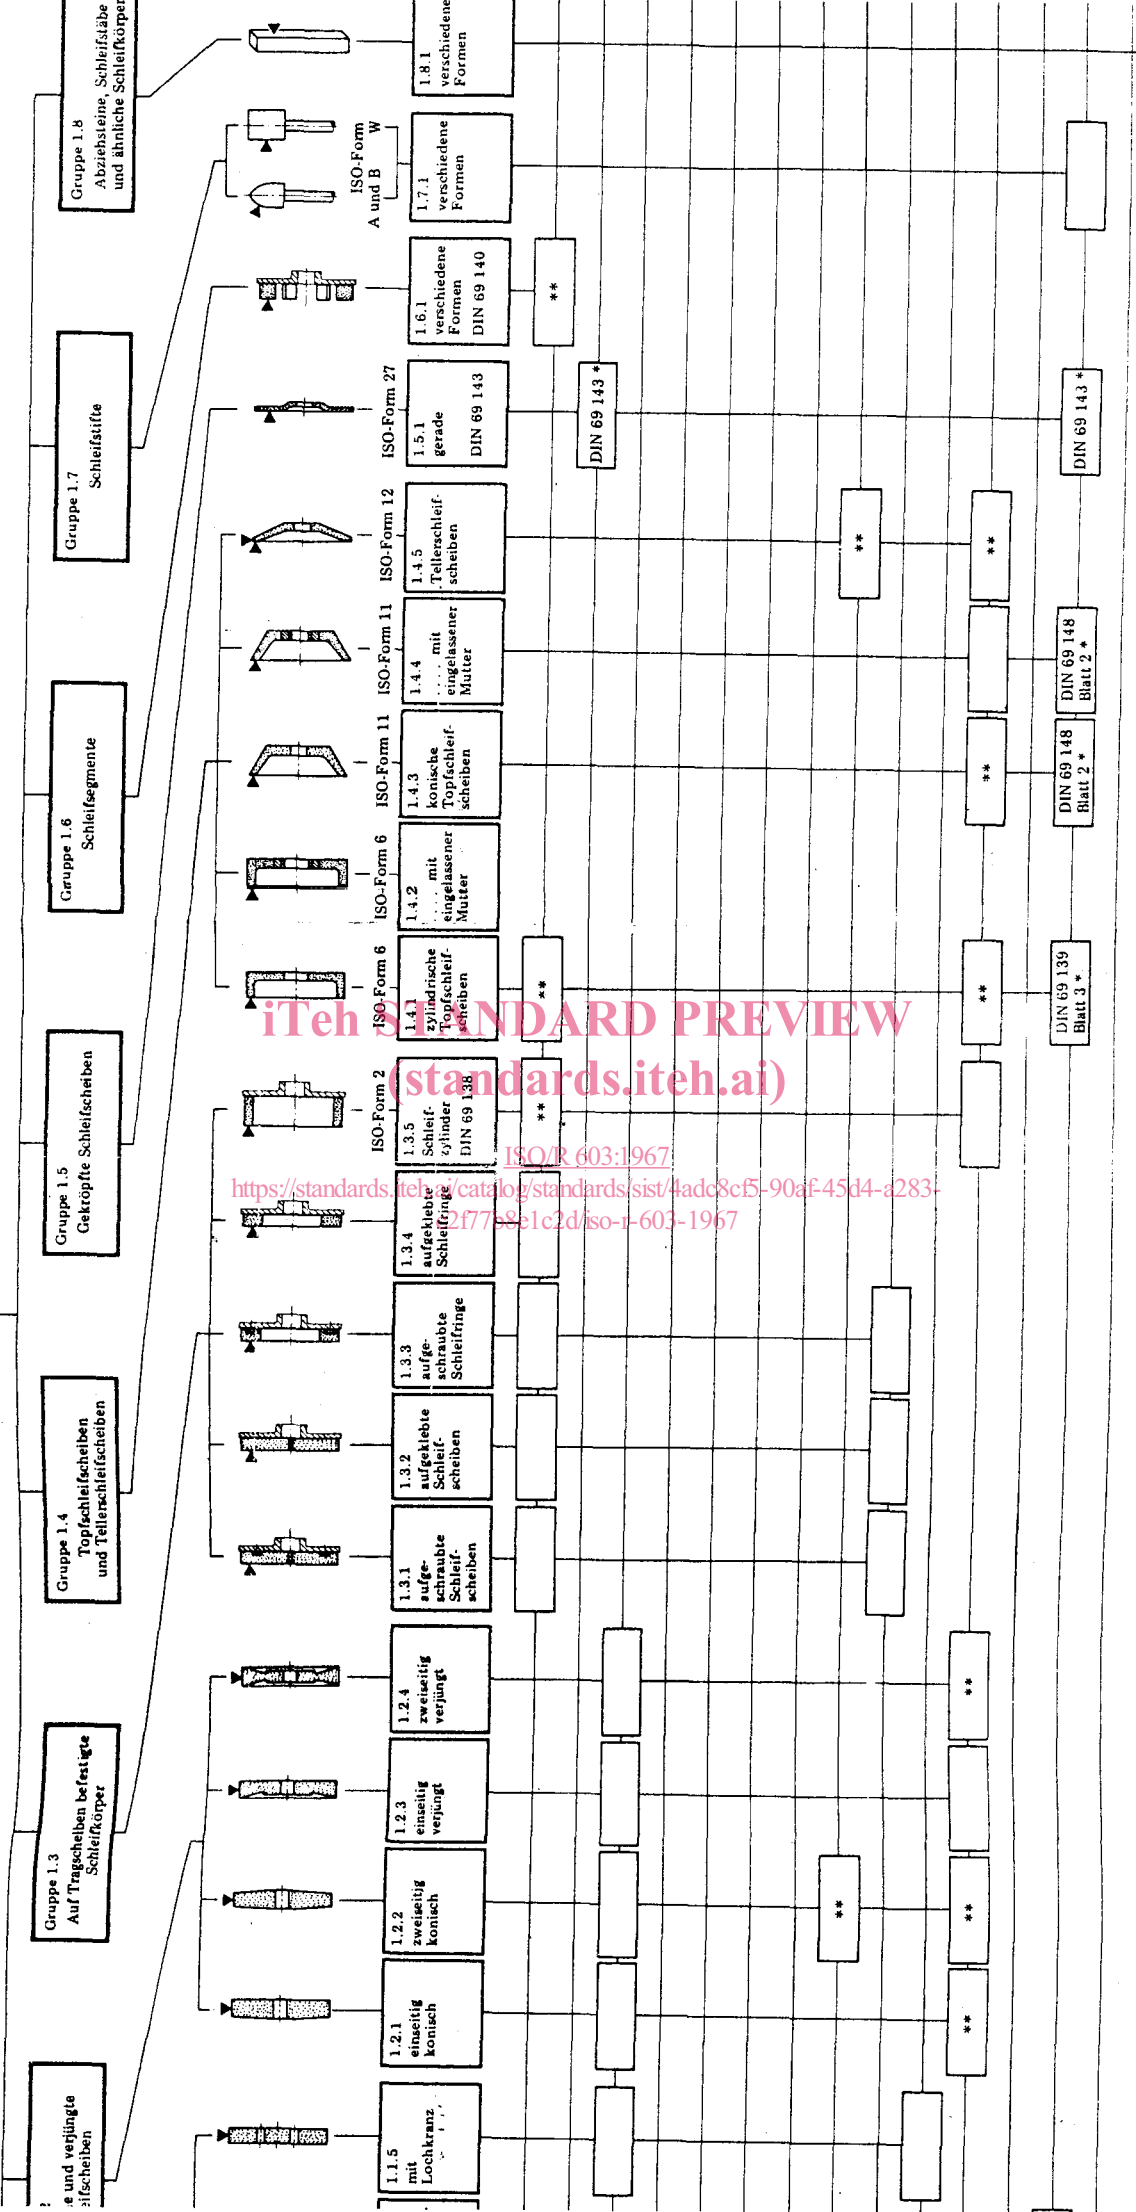 Gruppe 1.8
Abziehsteine, Schleifstäbe
und ähnliche Schleifkörper
Gruppe 1.7
Schleifstifte
Gruppe 1.6
Schleifsegmente
Gruppe 1.5
Gekröpfte Schleifscheiben
Gruppe 1.4
Topfschleifscheiben
und Tellerschleifscheiben
Gruppe 1.3
Auf Tragscheiben befestigte
Schleifkörper
e und verjüngte
eifscheiben
ISO-Form
A und B W
ISO-Form 27
ISO-Form 12
ISO-Form 11
ISO-Form 11
ISO-Form 6
ISO-Form 6
ISO-Form 2
1.8.1
verschiedene
Formen
1.7.1
verschiedene
Formen
1.6.1
verschiedene
Formen
DIN 69 140
1.5.1
gerade
DIN 69 143
1.4.5
Tellerschleif-
scheiben
1.4.4
.... mit
eingelassener
Mutter
1.4.3
konische
Topfschleif-
scheiben
1.4.2
.... mit
eingelassener
Mutter
1.4.1
zylindrische
Topfschleif-
scheiben
1.3.5
Schleif-
zylinder
DIN 69 138
1.3.4
aufgeklebte
Schleifringe
1.3.3
aufge-
schraubte
Schleifringe
1.3.2
aufgeklebte
Schleif-
scheiben
1.3.1
aufge-
schraubte
Schleif-
scheiben
1.2.4
zweiseitig
verjüngt
1.2.3
einseitig
verjüngt
1.2.2
zweiseitig
konisch
1.2.1
einseitig
konisch
1.1.5
mit
Lochkranz
**
**
**
DIN 69 143 *
**
**
**
**
**
**
**
**
**
DIN 69 143 *
DIN 69 148
Blatt 2 *
DIN 69 148
Blatt 2 *
DIN 69 139
Blatt 3 *
iTeh STANDARD PREVIEW
(standards.iteh.ai)
ISO/R 603:1967
https://standards.iteh.ai/catalog/standards/sist/4adc8cf5-90af-45d4-a283-
2f77b8e1c2d/iso-r-603-1967